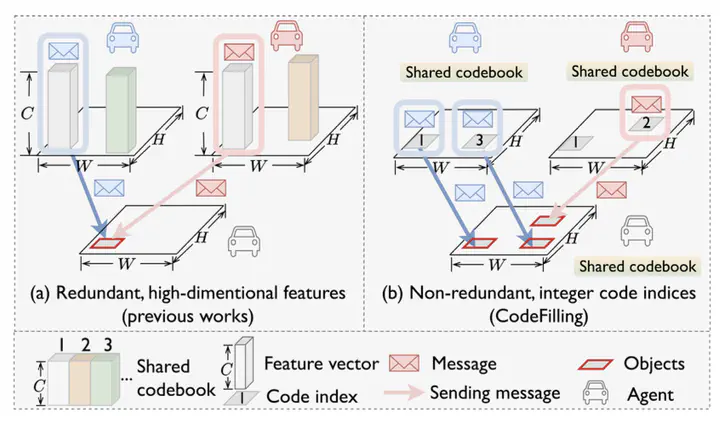 C
W
H
C
W
H
W
H
(a) Redundant, high-dimentional features
(previous works)
Shared codebook
Shared codebook
1
3
W
H
1
2
W
H
W
H
Shared codebook
(b) Non-redundant, integer code indices
(CodeFilling)
1 2 3
C
...
Shared
codebook
C
Feature vector
1
Code index
Message
Sending message
Objects
Agent